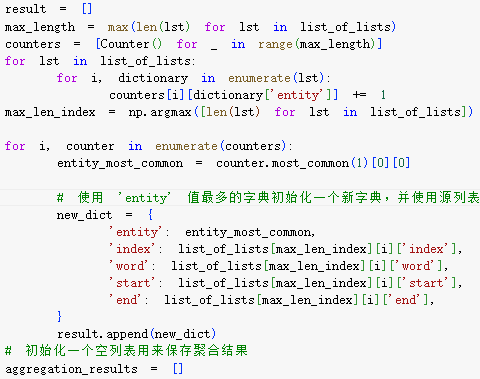 result = []
max_length = max(len(lst) for lst in list_of_lists)
counters = [Counter() for _ in range(max_length)]
for lst in list_of_lists:
    for i, dictionary in enumerate(lst):
        counters[i][dictionary['entity']] += 1
max_len_index = np.argmax([len(lst) for lst in list_of_lists])

for i, counter in enumerate(counters):
    entity_most_common = counter.most_common(1)[0][0]

    # 使用 'entity' 值最多的字典初始化一个新字典，并使用源列表
    new_dict = {
        'entity': entity_most_common,
        'index': list_of_lists[max_len_index][i]['index'],
        'word': list_of_lists[max_len_index][i]['word'],
        'start': list_of_lists[max_len_index][i]['start'],
        'end': list_of_lists[max_len_index][i]['end'],
    }
    result.append(new_dict)
# 初始化一个空列表用来保存聚合结果
aggregation_results = []